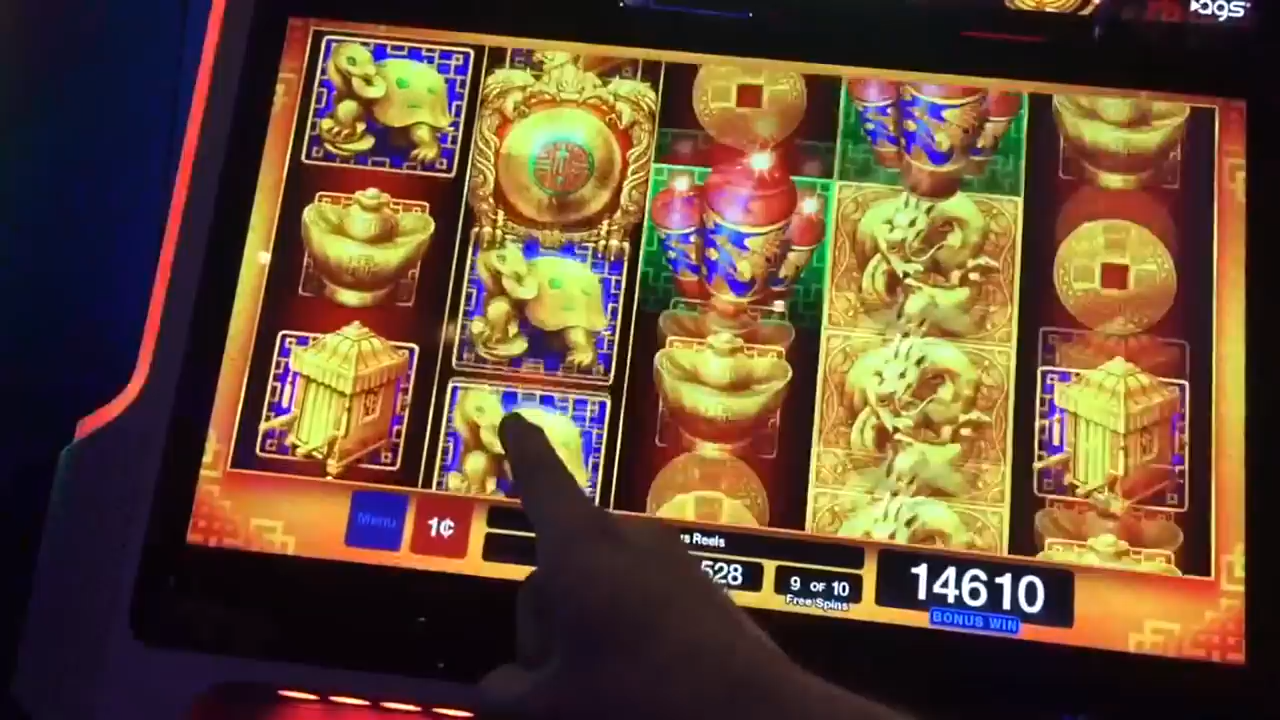 AGS
Menu
1¢
Reels
528
9 OF 10
Free Spins
14610
BONUS WIN